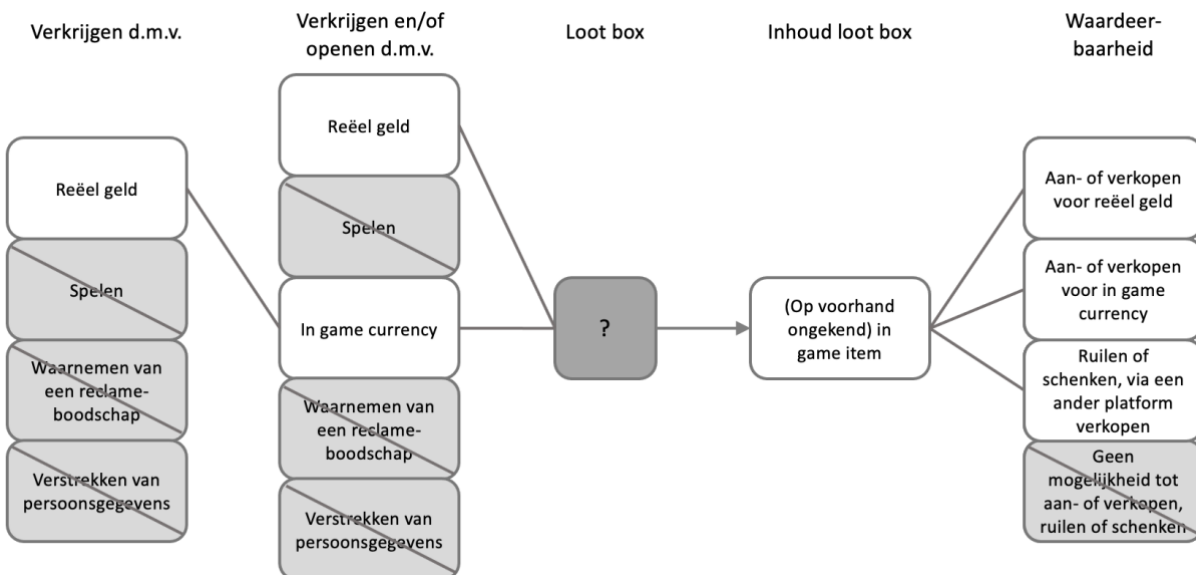 Verkrijgen d.m.v.
Verkrijgen en/of
openen d.m.v.
Loot box
Inhoud loot box
Waardeer-
baarheid
Reëel geld
Spelen
Waarnemen van
een reclame-
boodschap
Verstrekken van
persoonsgegevens
Reëel geld
Spelen
In game currency
Waarnemen van
een reclame-
boodschap
Verstrekken van
persoonsgegevens
?
(Op voorhand
ongekend) in
game item
Aan- of verkopen
voor reëel geld
Aan- of verkopen
voor in game
currency
Ruilen of
schenken, via een
ander platform
verkopen
Geen
mogelijkheid tot
aan- of verkopen,
ruilen of schenken